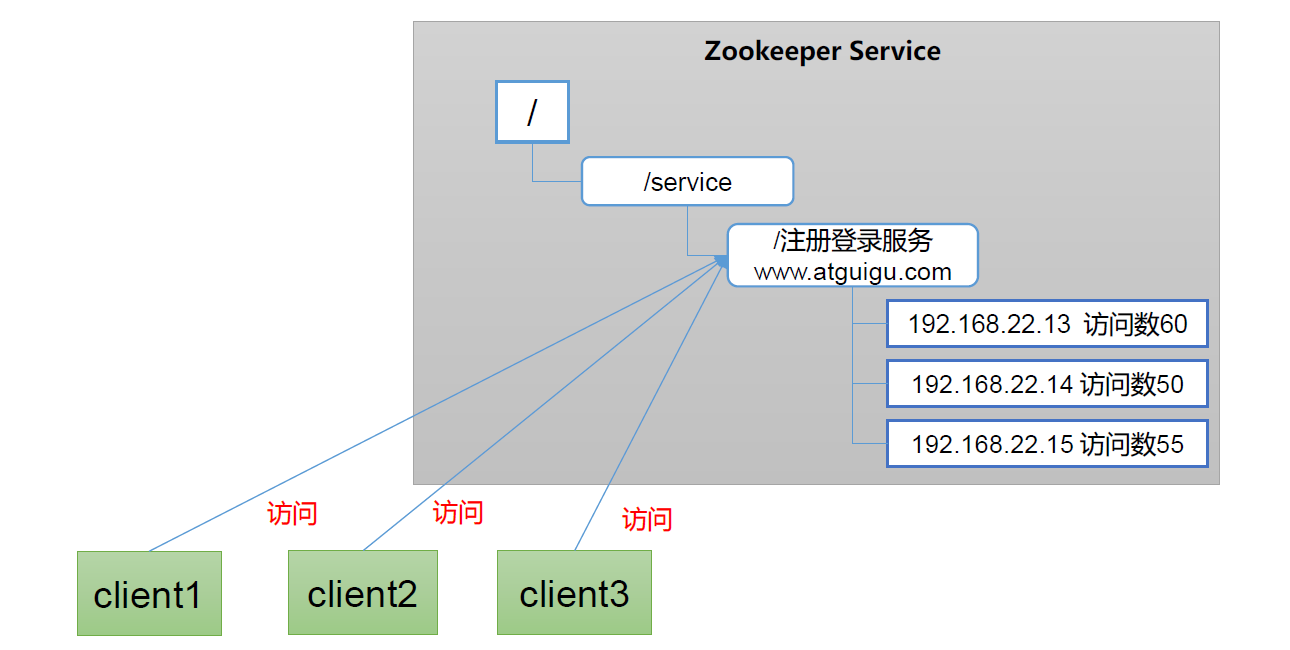 Zookeeper Service
/
/service
/注册登录服务
www.atguigu.com
192.168.22.13 访问数60
192.168.22.14 访问数50
192.168.22.15 访问数55
访问
访问
访问
client1
client2
client3